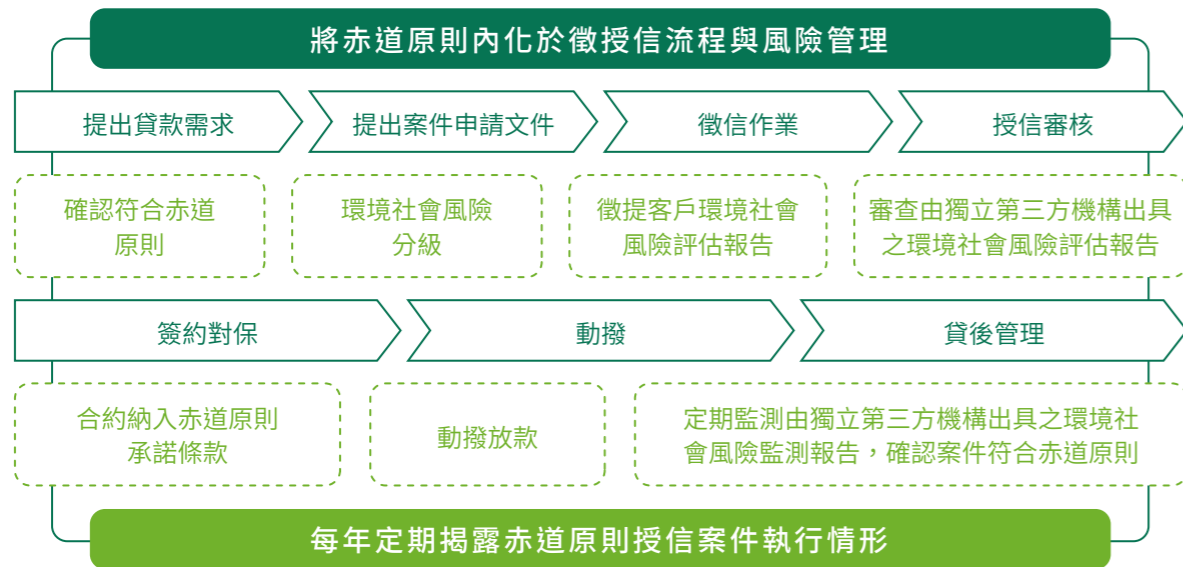 將赤道原則內化於徵授信流程與風險管理
提出貸款需求
提出案件申請文件
徵信作業
授信審核
確認符合赤道
原則
環境社會風險
分級
徵提客戶環境社會
風險評估報告
審查由獨立第三方機構出具
之環境社會風險評估報告
簽約對保
動撥
貸後管理
合約納入赤道原則
承諾條款
動撥放款
定期監測由獨立第三方機構出具之環境社
會風險監測報告，確認案件符合赤道原則
每年定期揭露赤道原則授信案件執行情形